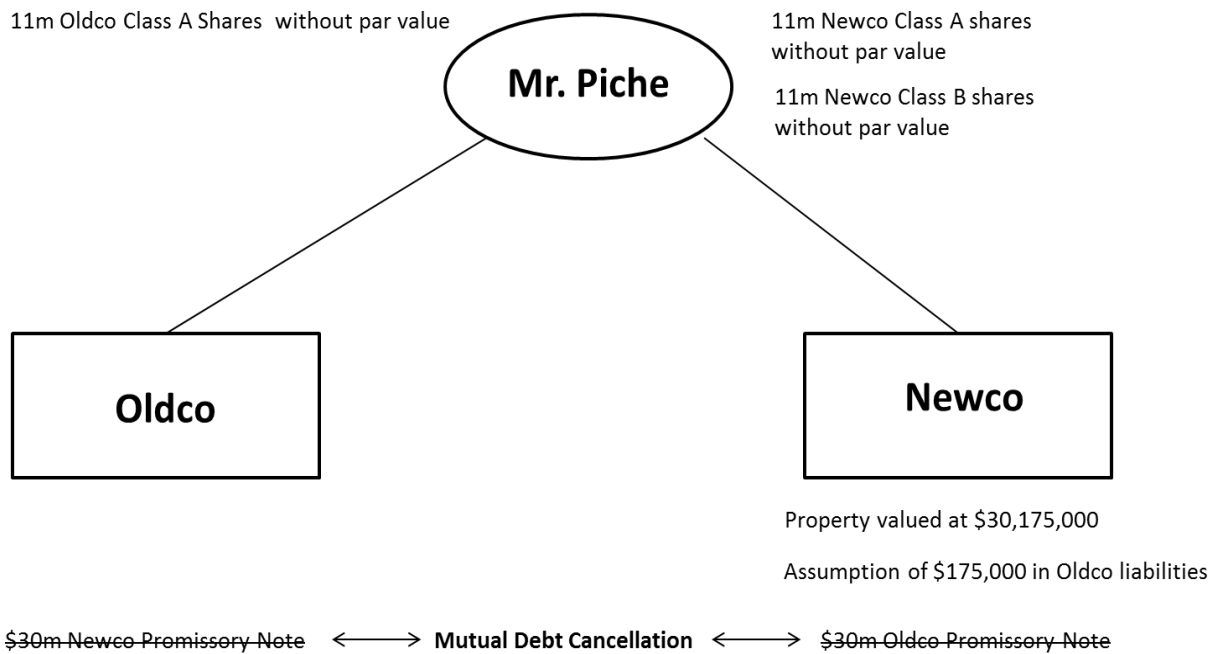 11m Oldco Class A Shares without par value
11m Newco Class A shares
without par value
Mr. Piche
11m Newco Class B shares
without par value
Oldco
Newco
Property valued at $30,175,000
Assumption of $175,000 in Oldco liabilities
$30m Newco Promissory Note
Mutual Debt Cancellation
$30m Oldco Promissory Note